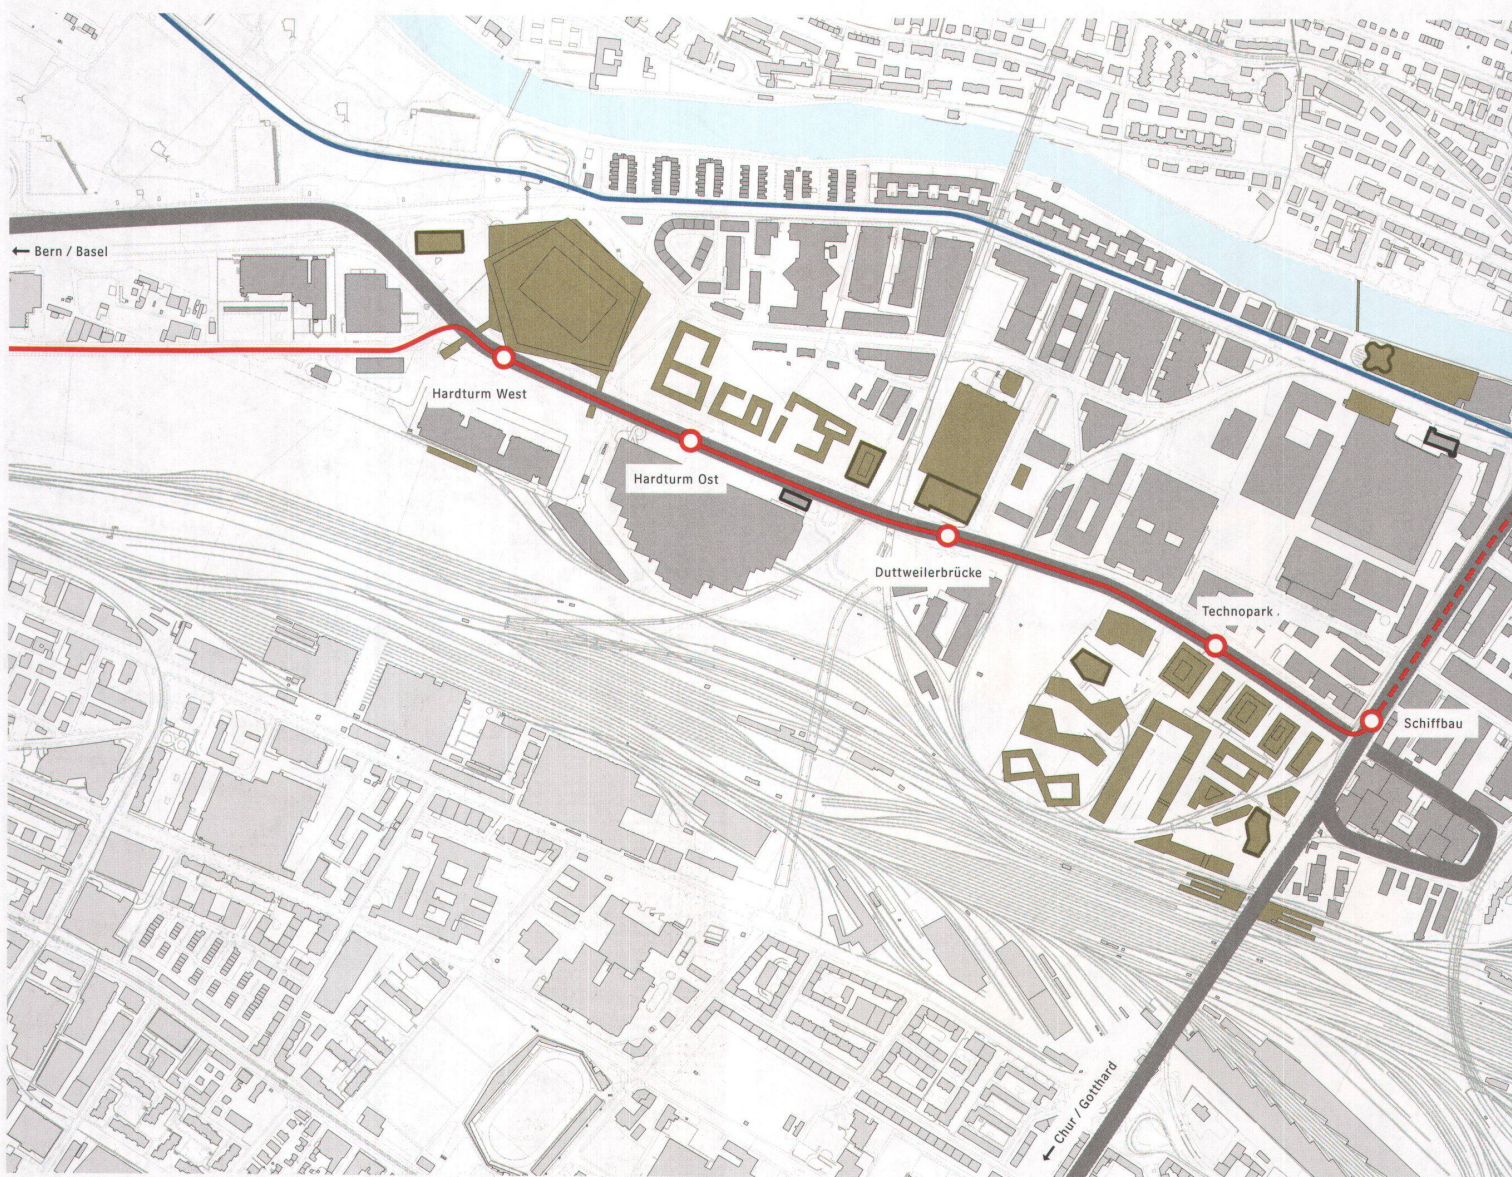 ← Bern / Basel
Hardturm West
Hardturm Ost
Duttweilerbrücke
Technopark
Schiffbau
← Chur / Gotthard